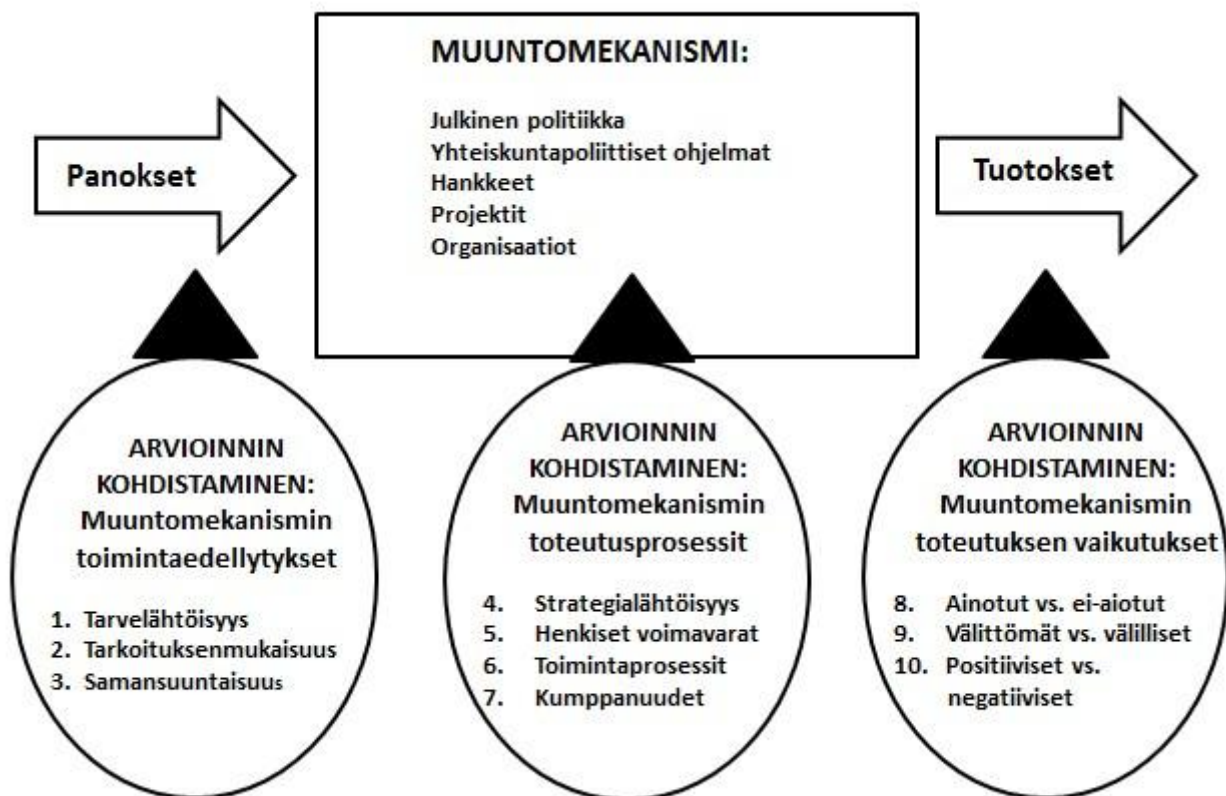 MUUNTOMEKANISMI:
Julkinen politiikka
Yhteiskuntapoliittiset ohjelmat
Hankkeet
Projektit
Organisaatiot
Panokset
Tuotokset
ARVIOINNIN
KOHDISTAMINEN:
Muuntomekanismin
toimintaedellytykset
1. Tarvelähtöisyys
2. Tarkoituksenmukaisuus
3. Samansuuntaisuus
ARVIOINNIN
KOHDISTAMINEN:
Muuntomekanismin
toteutusprosessit
4. Strategialähtöisyys
5. Henkiset voimavarat
6. Toimintaprosessit
7. Kumppanuudet
ARVIOINNIN
KOHDISTAMINEN:
Muuntomekanismin
toteutuksen vaikutukset
8. Ainotut vs. ei-aiotut
9. Välittömät vs. välilliset
10. Positiiviset vs.
negatiiviset